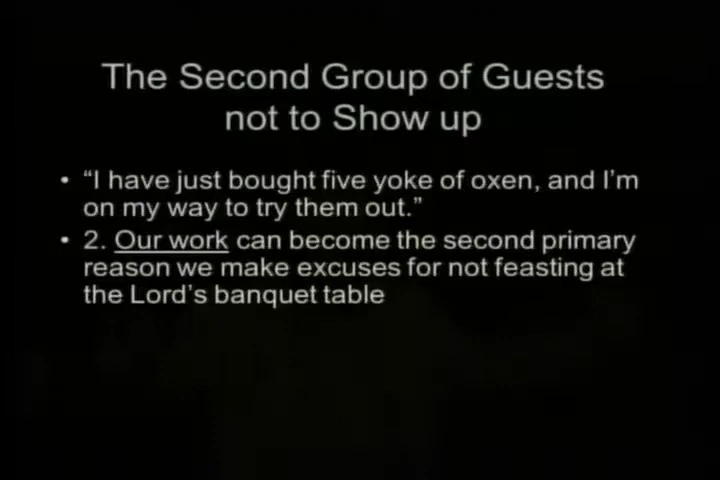 The Second Group of Guests
not to Show up
• “I have just bought five yoke of oxen, and I’m
on my way to try them out.”
• 2. Our work can become the second primary
reason we make excuses for not feasting at
the Lord’s banquet table